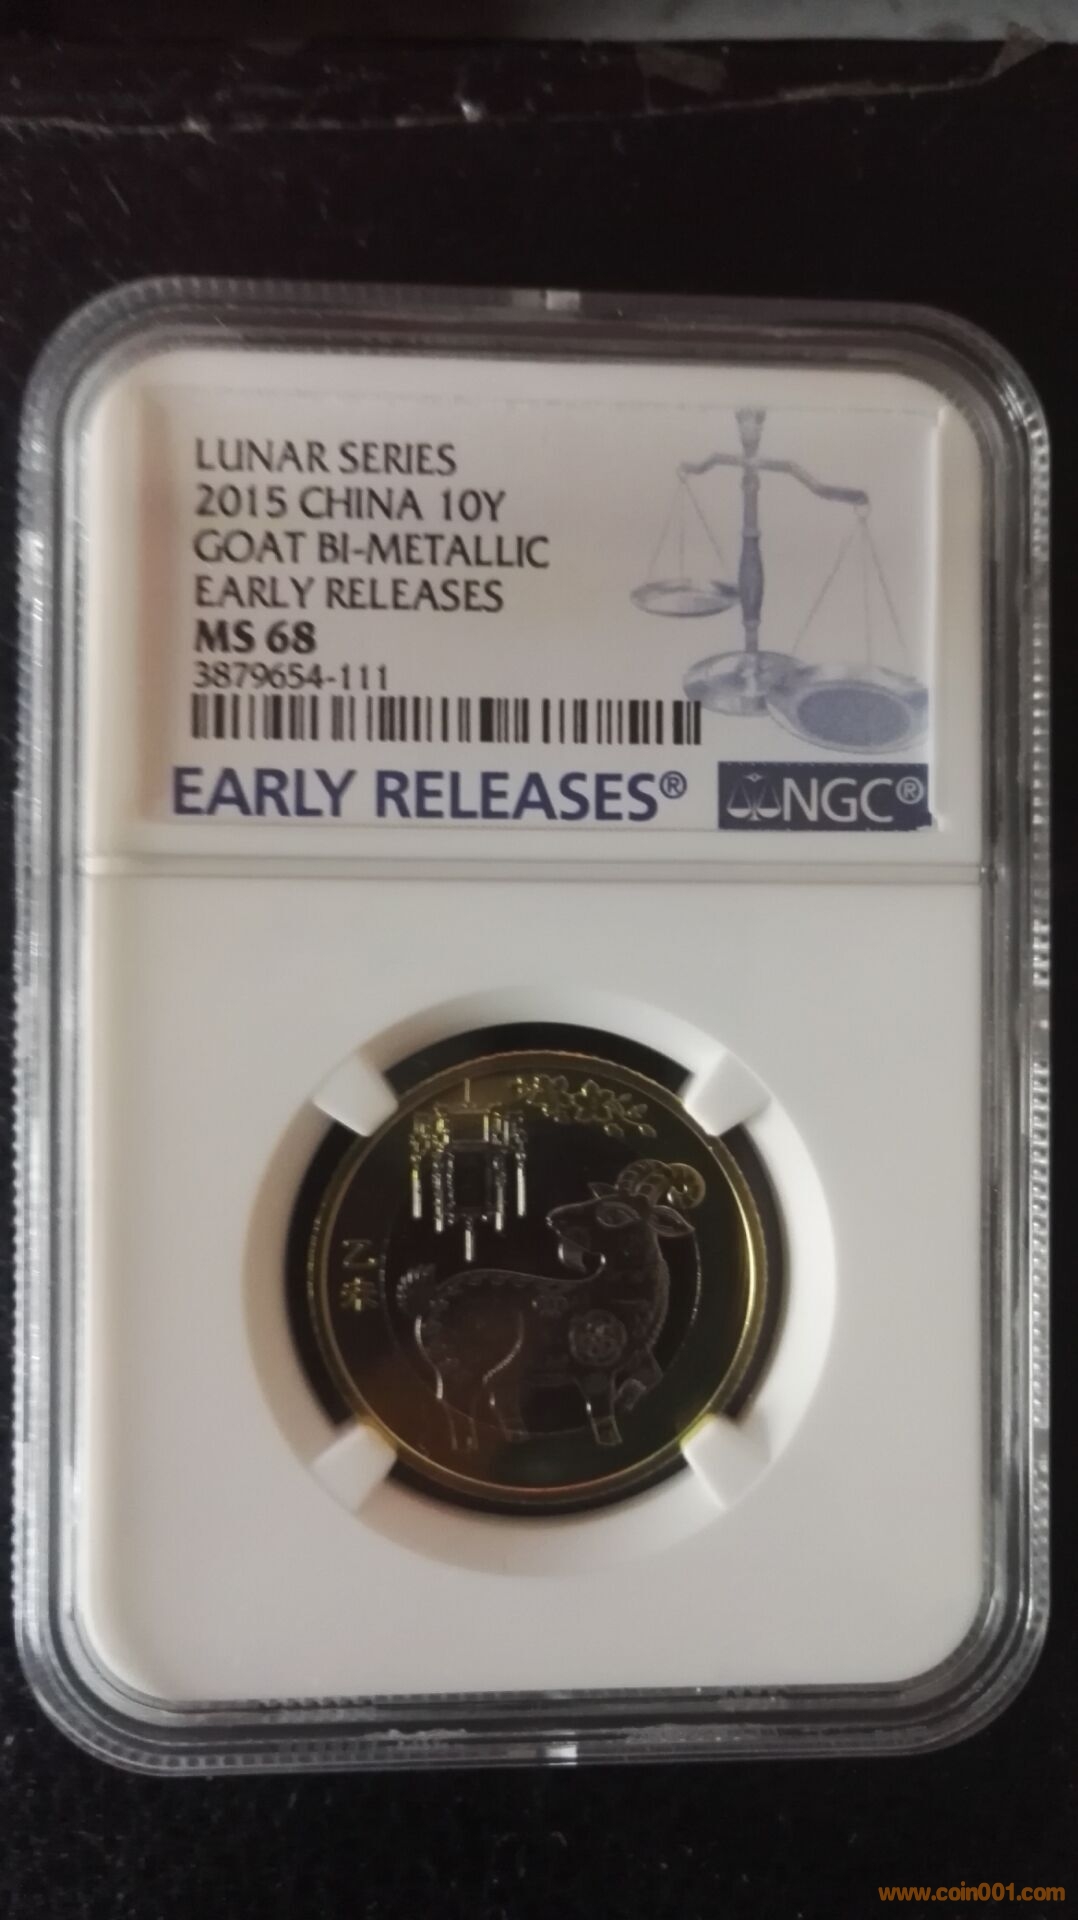 LUNAR SERIES
2015 CHINA 10Y
GOAT BI-METALLIC
EARLY RELEASES
MS 68
3879654-111
EARLY RELEASES®
NGC®
乙
未
www.coin001.com